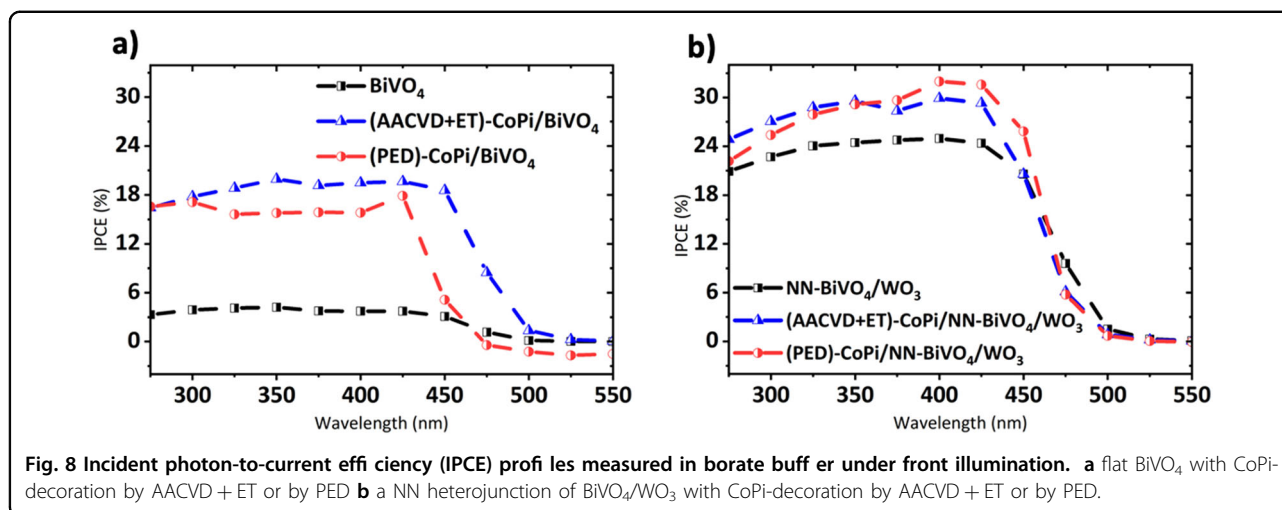 a)
IPCE (%)
30
24
18
12
6
0
BiVO₄
(AACVD+ET)-CoPi/BiVO₄
(PED)-CoPi/BiVO₄
300 350 400 450 500 550
Wavelength (nm)
b)
IPCE (%)
30
24
18
12
6
0
NN-BiVO₄/WO₃
(AACVD+ET)-CoPi/NN-BiVO₄/WO₃
(PED)-CoPi/NN-BiVO₄/WO₃
300 350 400 450 500 550
Wavelength (nm)
Fig. 8 Incident photon-to-current effi ciency (IPCE) profi les measured in borate buff er under front illumination. a flat BiVO₄ with CoPi-
decoration by AACVD + ET or by PED b a NN heterojunction of BiVO₄/WO₃ with CoPi-decoration by AACVD + ET or by PED.